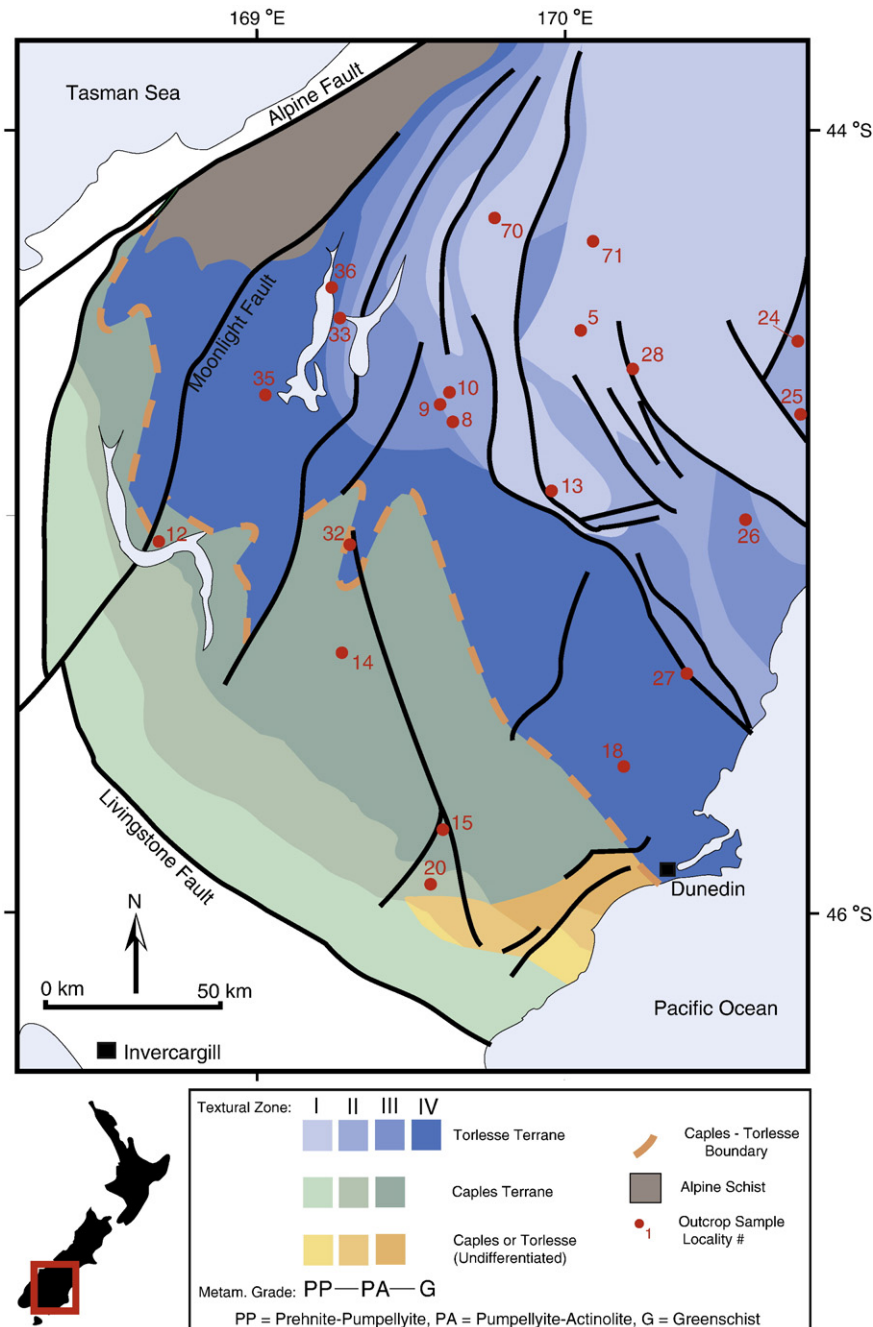 169 °E
170 °E
Tasman Sea
Alpine Fault
44 °S
70
71
36
Moonlight Fault
33
5
24
28
35
10
9
8
25
13
12
32
26
14
27
18
Livingstone Fault
15
20
Dunedin
N
46 °S
0 km
50 km
Pacific Ocean
Invercargill
Textural Zone: I II III IV
Torlesse Terrane
Caples - Torlesse
Boundary
Caples Terrane
Alpine Schist
Caples or Torlesse
(Undifferentiated)
1
Outcrop Sample
Locality #
Metam. Grade: PP—PA—G
PP = Prehnite-Pumpellyite, PA = Pumpellyite-Actinolite, G = Greenschist